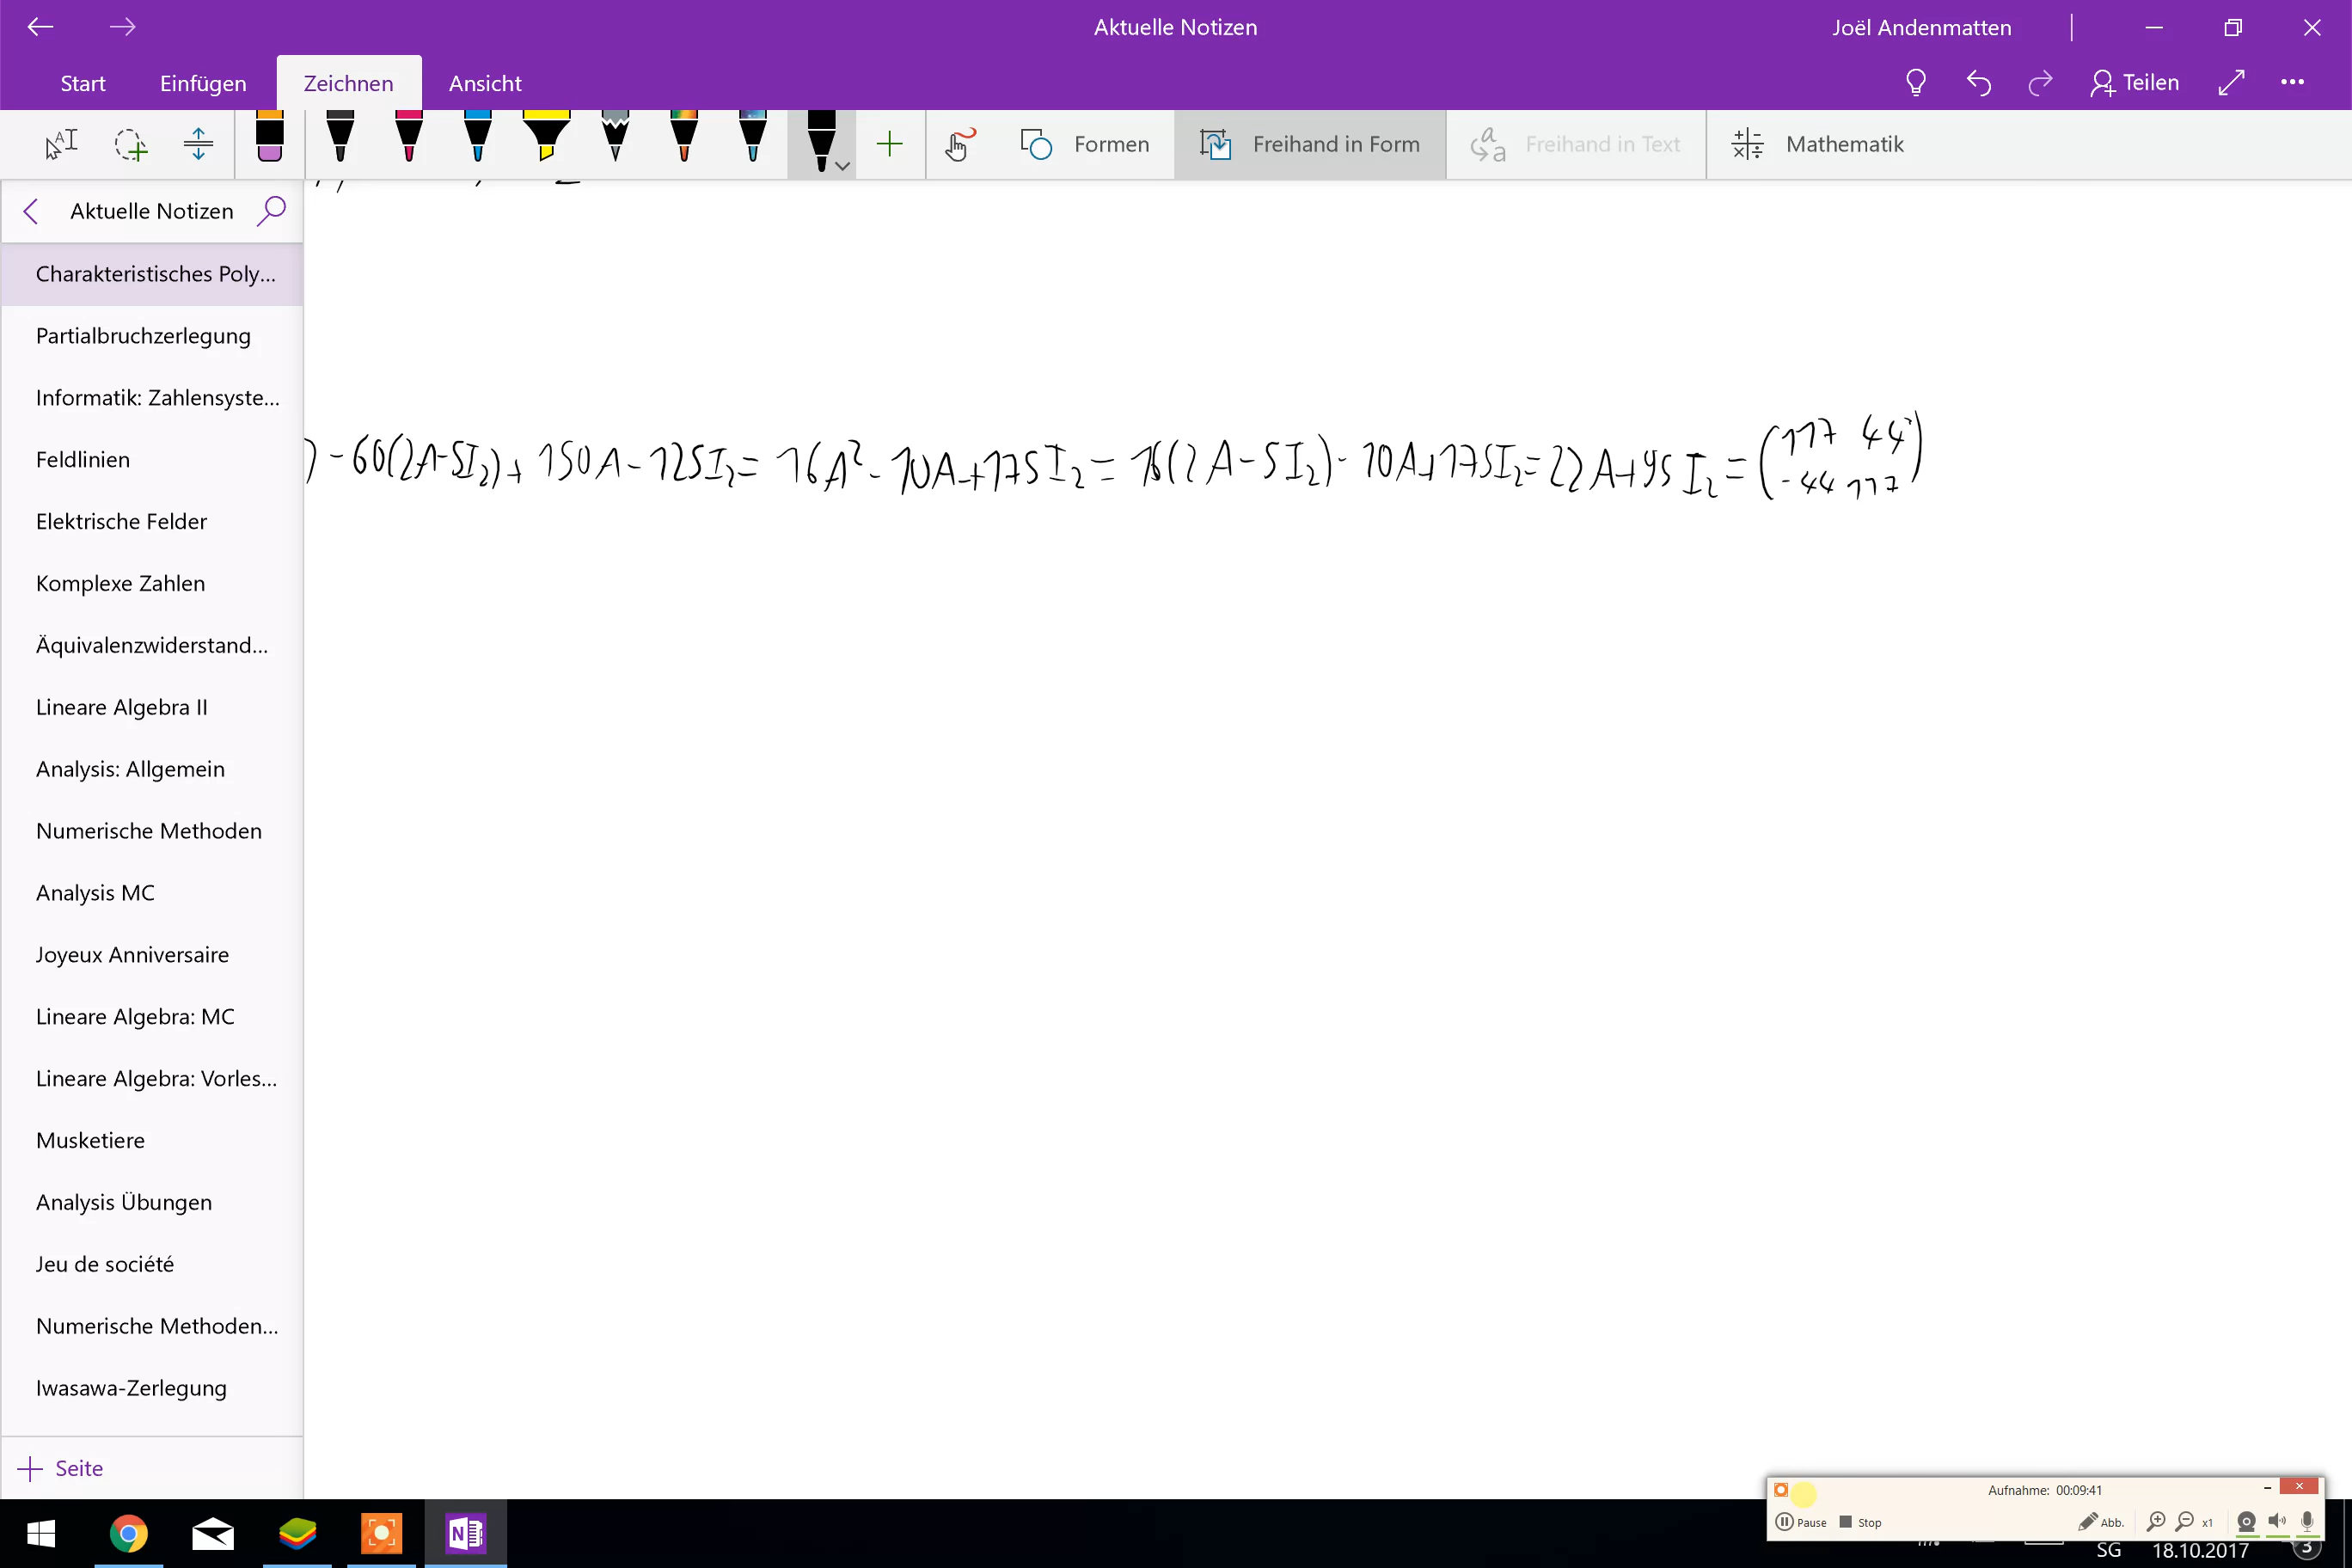 Aktuelle Notizen
Joël Andenmatten
Start Einfügen Zeichnen Ansicht
Teilen
Formen Freihand in Form Freihand in Text Mathematik
Aktuelle Notizen
Charakteristisches Poly...
Partialbruchzerlegung
Informatik: Zahlensyste...
Feldlinien
Elektrische Felder
Komplexe Zahlen
Äquivalenzwiderstand...
Lineare Algebra II
Analysis: Allgemein
Numerische Methoden
Analysis MC
Joyeux Anniversaire
Lineare Algebra: MC
Lineare Algebra: Vorles...
Musketiere
Analysis Übungen
Jeu de société
Numerische Methoden...
Iwasawa-Zerlegung
Seite
) - 60(2A-5I₂) + 150A - 125I₂ = 16A² - 10A + 175I₂ = 16(2A - 5I₂) - 10A + 175I₂ = 22A + 95I₂ = (117 44
-44 117)
Aufnahme: 00:09:41
Pause Stop Abb. x1
SG 18.10.2017 3